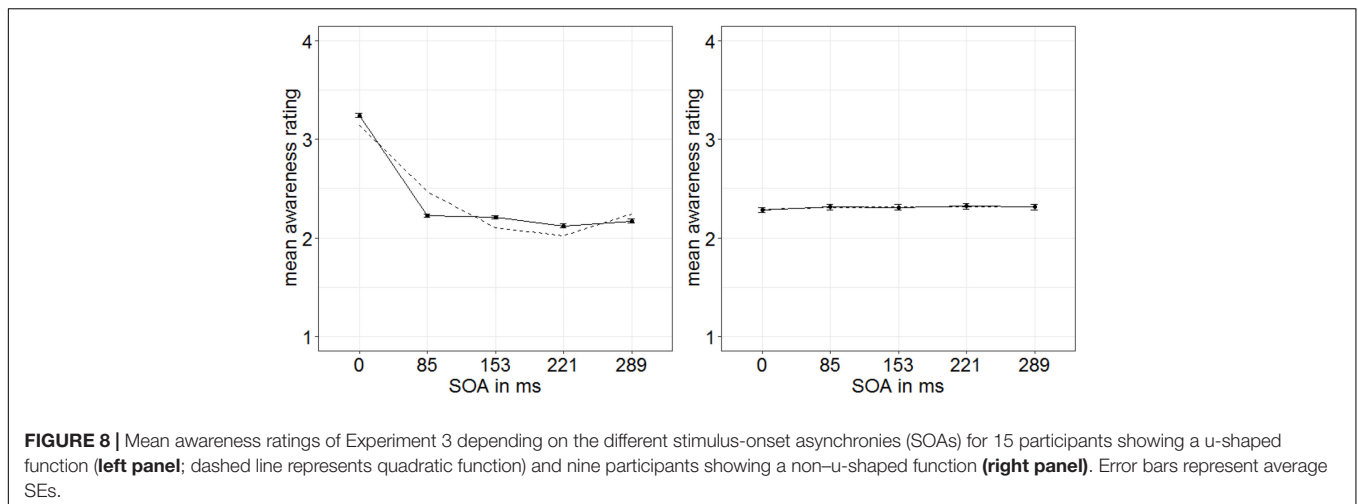 4
3
2
1
mean awareness rating
0 85 153 221 289
SOA in ms
4
3
2
1
mean awareness rating
0 85 153 221 289
SOA in ms
FIGURE 8 | Mean awareness ratings of Experiment 3 depending on the different stimulus-onset asynchronies (SOAs) for 15 participants showing a u-shaped
function (left panel; dashed line represents quadratic function) and nine participants showing a non–u-shaped function (right panel). Error bars represent average
SEs.